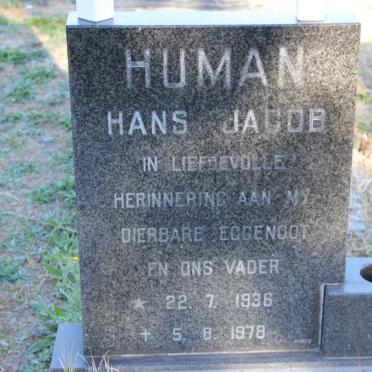 HUMAN
HANS JACOB
IN LIEFDEVOLLE
HERINNERING AAN MY
DIERBARE EGGENOOT
EN ONS VADER
* 22. 7. 1936
+ 5. 8. 1978